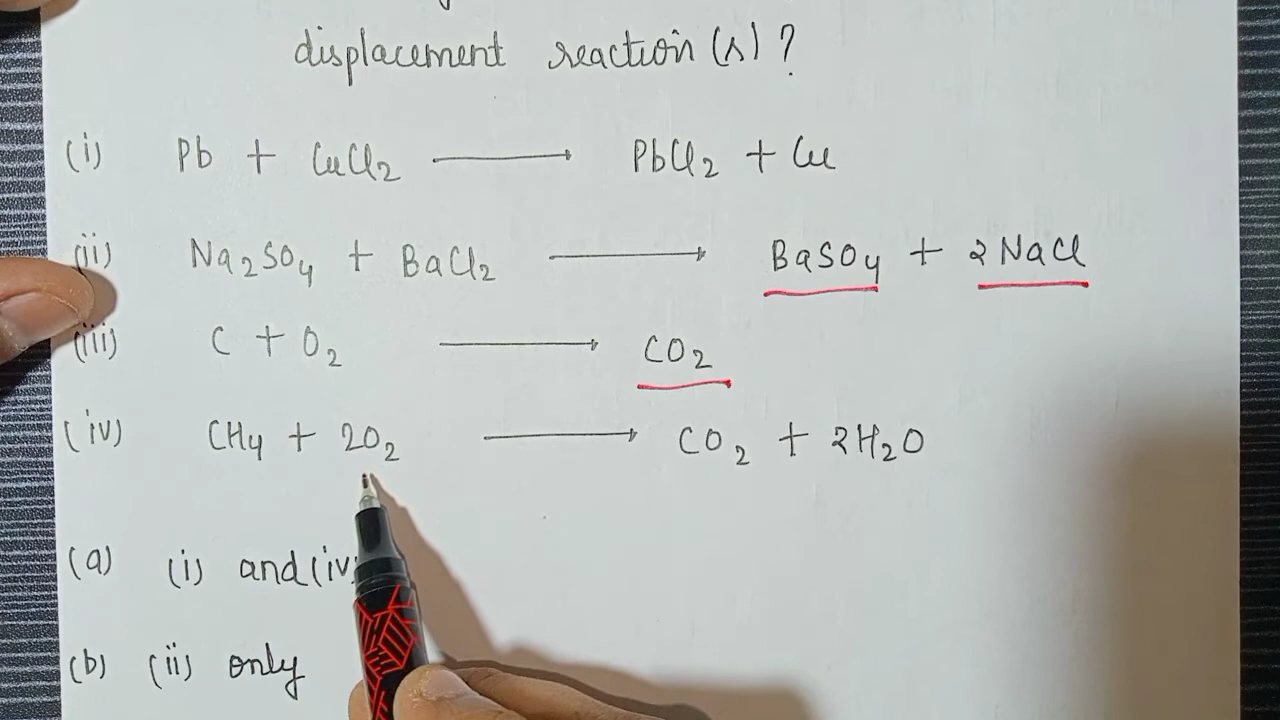 displacement reaction (s) ?
(i) Pb + CuCl2 → PbCl2 + Cu
(ii) Na2SO4 + BaCl2 → BaSO4 + 2NaCl
(iii) C + O2 → CO2
(iv) CH4 + 2O2 → CO2 + 2H2O
(a) (i) and (iv)
(b) (ii) only